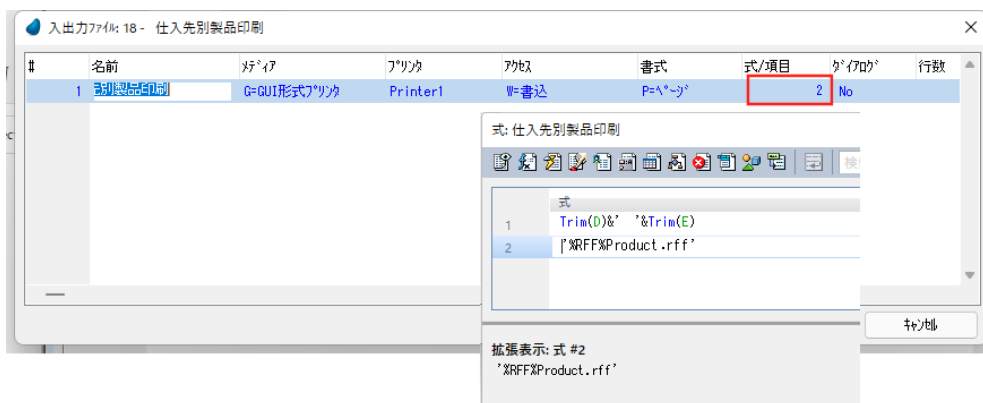 入出力ﾌｧｲﾙ: 18 - 仕入先別製品印刷
# 名前 ﾒﾃﾞｨｱ ﾌﾟﾘﾝﾀ ｱｸｾｽ 書式 式/項目 ﾀﾞｲｱﾛｸﾞ 行数
1 先別製品印刷 G=GUI形式ﾌﾟﾘﾝﾀ Printer1 W=書込 P=ﾍﾟｰｼﾞ 2 No
式: 仕入先別製品印刷
式
1 Trim(D)&'  '&Trim(E)
2 '%RFF%Product.rff'
ｷｬﾝｾﾙ
拡張表示: 式 #2
'%RFF%Product.rff'